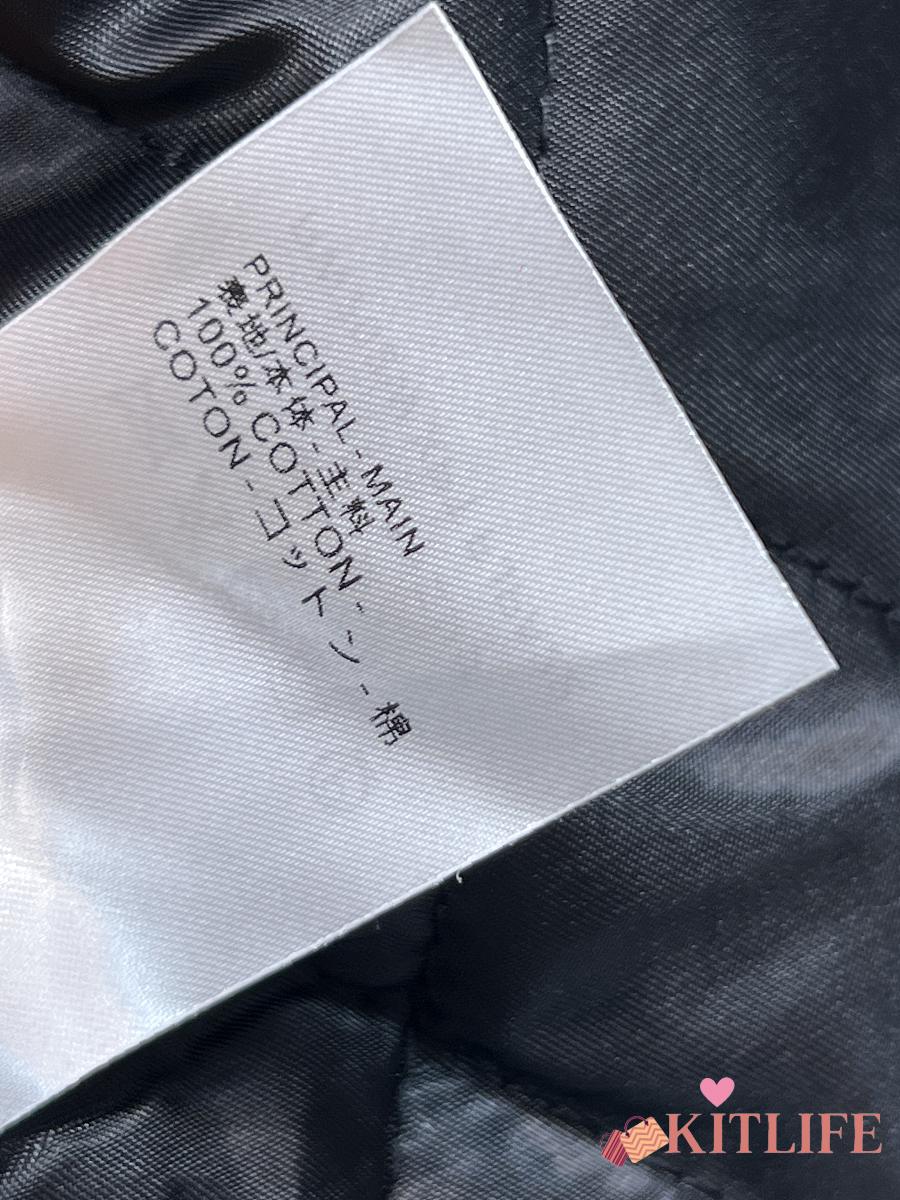 PRINCIPAL - MAIN
表地/本体 - 主料
100% COTTON -
COTON - コットン - 棉
KITLIFE